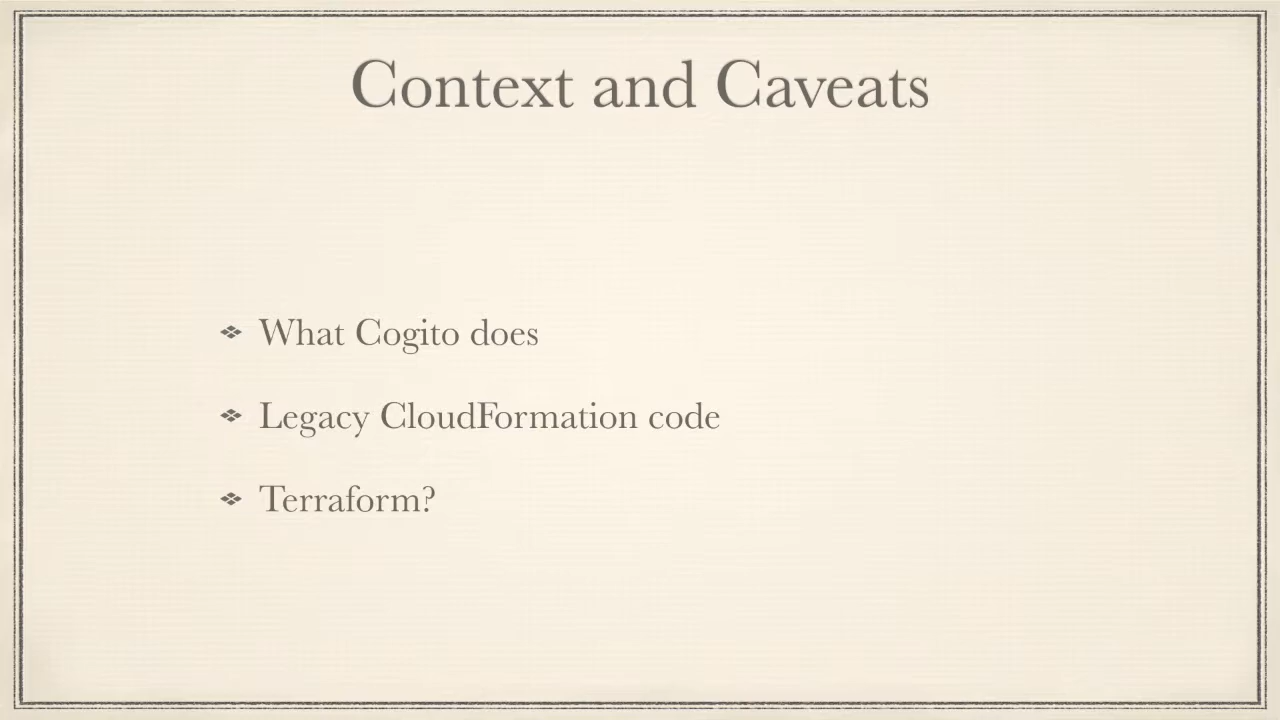 Context and Caveats
What Cogito does
Legacy CloudFormation code
Terraform?